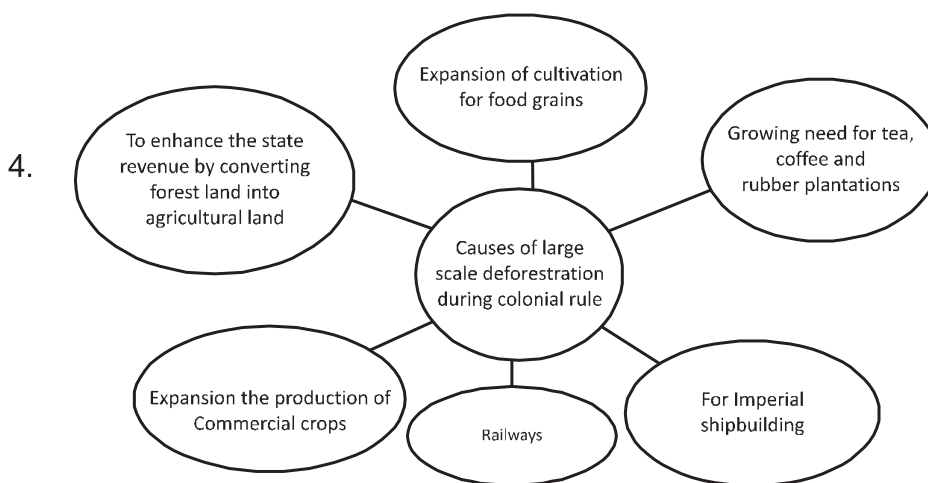 4.
Expansion of cultivation
for food grains
To enhance the state
revenue by converting
forest land into
agricultural land
Growing need for tea,
coffee and
rubber plantations
Causes of large
scale deforestration
during colonial rule
Expansion the production of
Commercial crops
Railways
For Imperial
shipbuilding